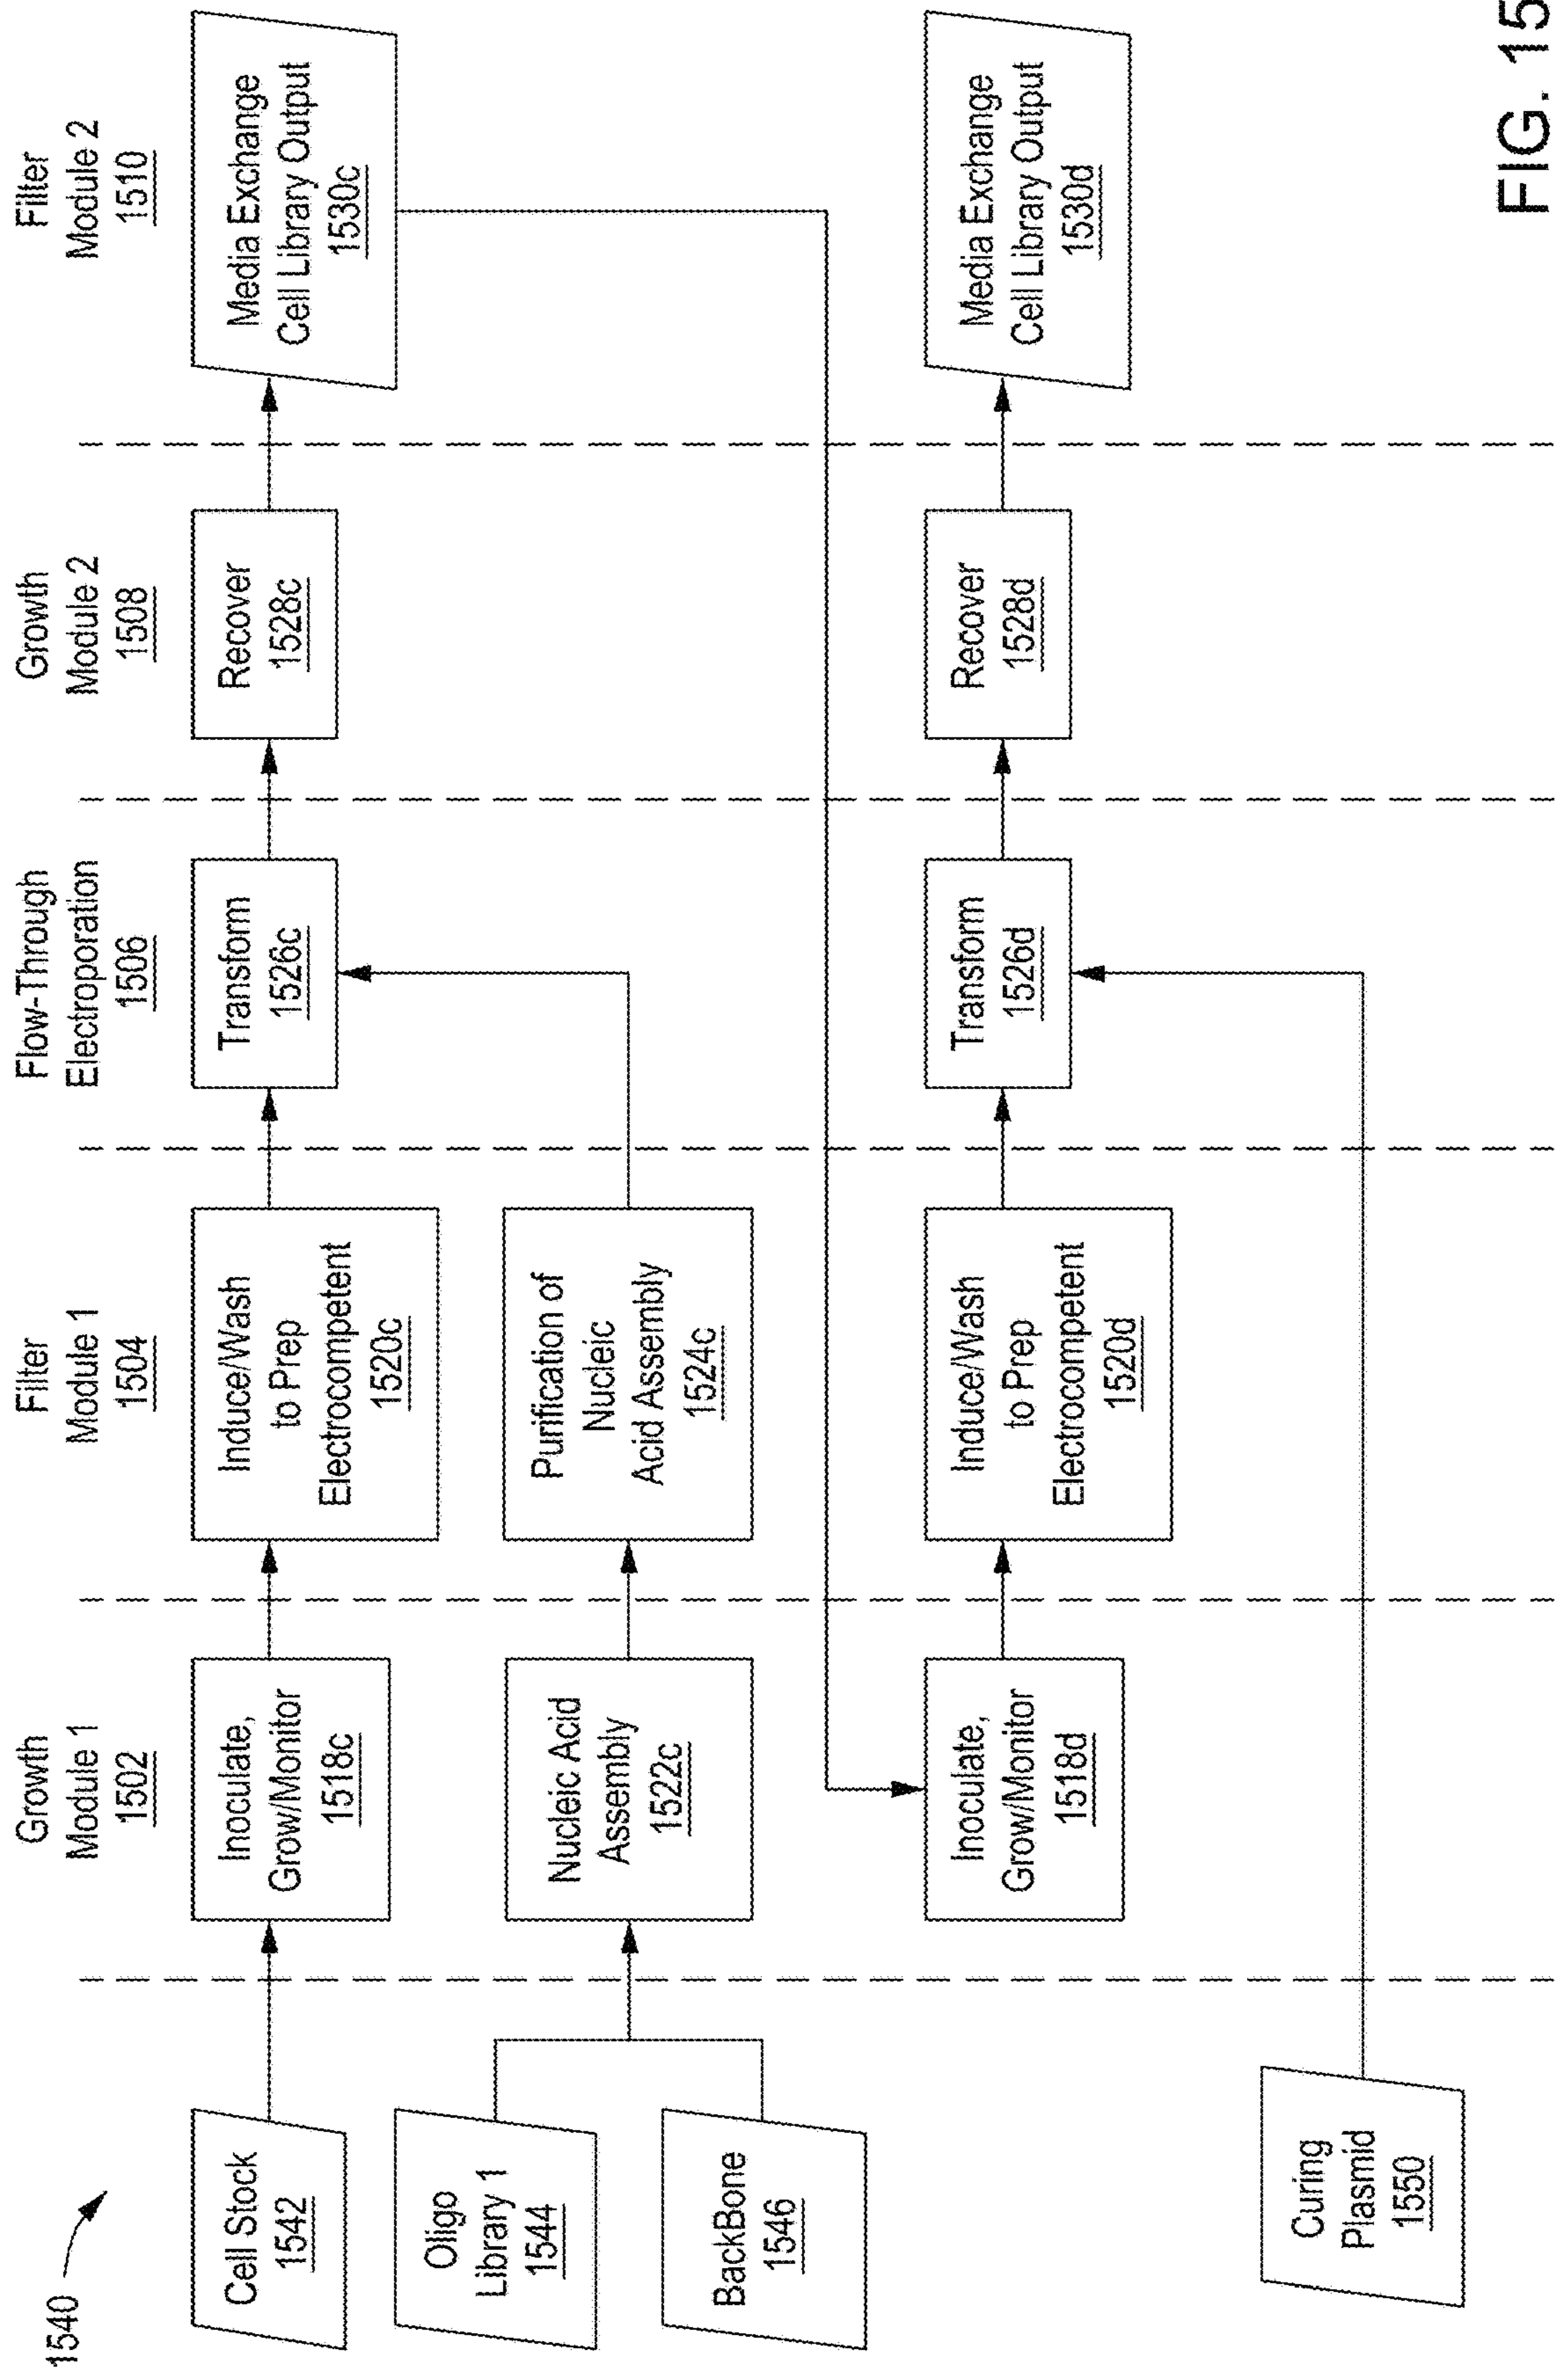 1540
Growth
Module 1
1502
Filter
Module 1
1504
Flow-Through
Electroporation
1506
Growth
Module 2
1508
Filter
Module 2
1510
Cell Stock
1542
Inoculate,
Grow/Monitor
1518c
Induce/Wash
to Prep
Electrocompetent
1520c
Transform
1526c
Recover
1528c
Media Exchange
Cell Library Output
1530c
Oligo
Library 1
1544
BackBone
1546
Nucleic Acid
Assembly
1522c
Purification of
Nucleic
Acid Assembly
1524c
Inoculate,
Grow/Monitor
1518d
Induce/Wash
to Prep
Electrocompetent
1520d
Transform
1526d
Recover
1528d
Media Exchange
Cell Library Output
1530d
Curing
Plasmid
1550
FIG. 15